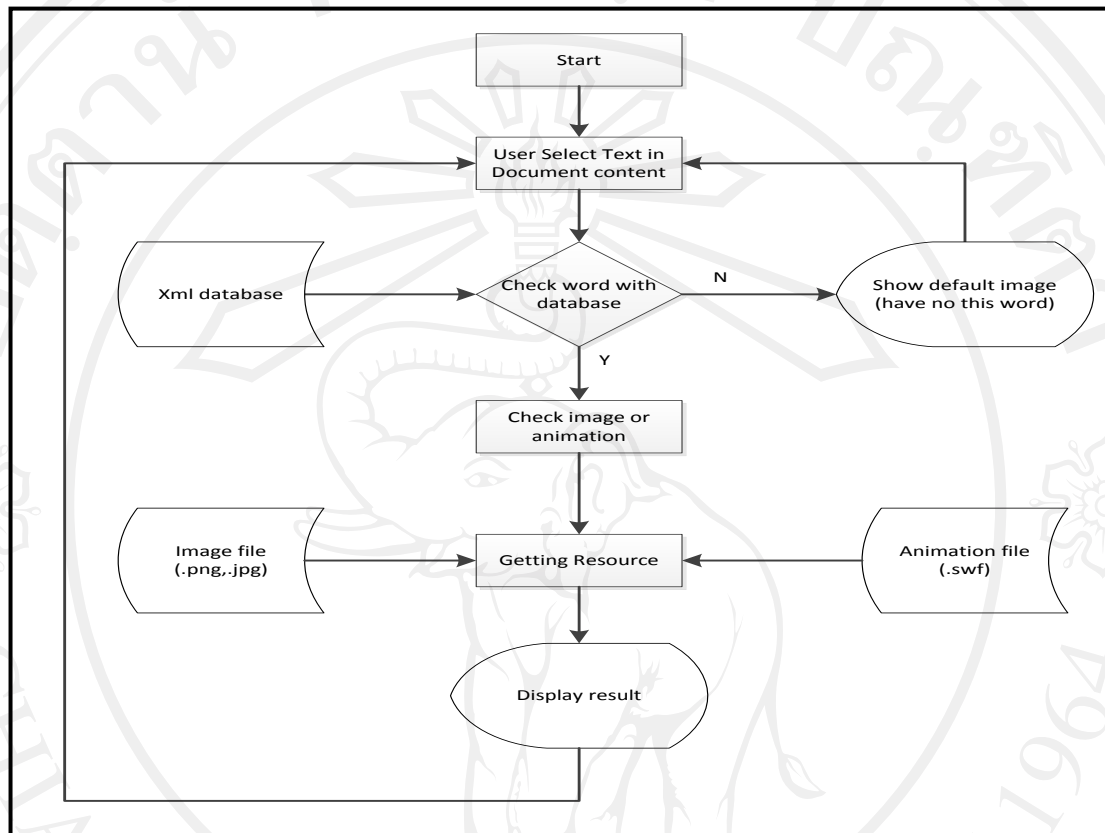 Start
User Select Text in
Document content
Xml database
Check word with
database
N
Show default image
(have no this word)
Y
Check image or
animation
Image file
(.png,.jpg)
Getting Resource
Animation file
(.swf)
Display result
1964